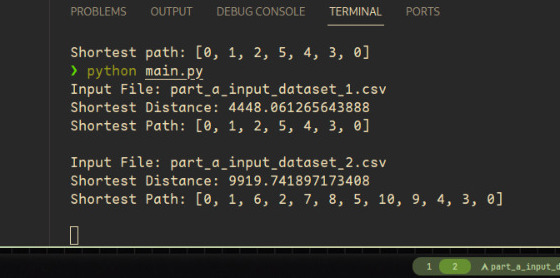 PROBLEMS OUTPUT DEBUG CONSOLE TERMINAL PORTS
Shortest path: [0, 1, 2, 5, 4, 3, 0]
❯ python main.py
Input File: part_a_input_dataset_1.csv
Shortest Distance: 4448.061265643888
Shortest Path: [0, 1, 2, 5, 4, 3, 0]
Input File: part_a_input_dataset_2.csv
Shortest Distance: 9919.741897173408
Shortest Path: [0, 1, 6, 2, 7, 8, 5, 10, 9, 4, 3, 0]
1 2 part_a_input_d